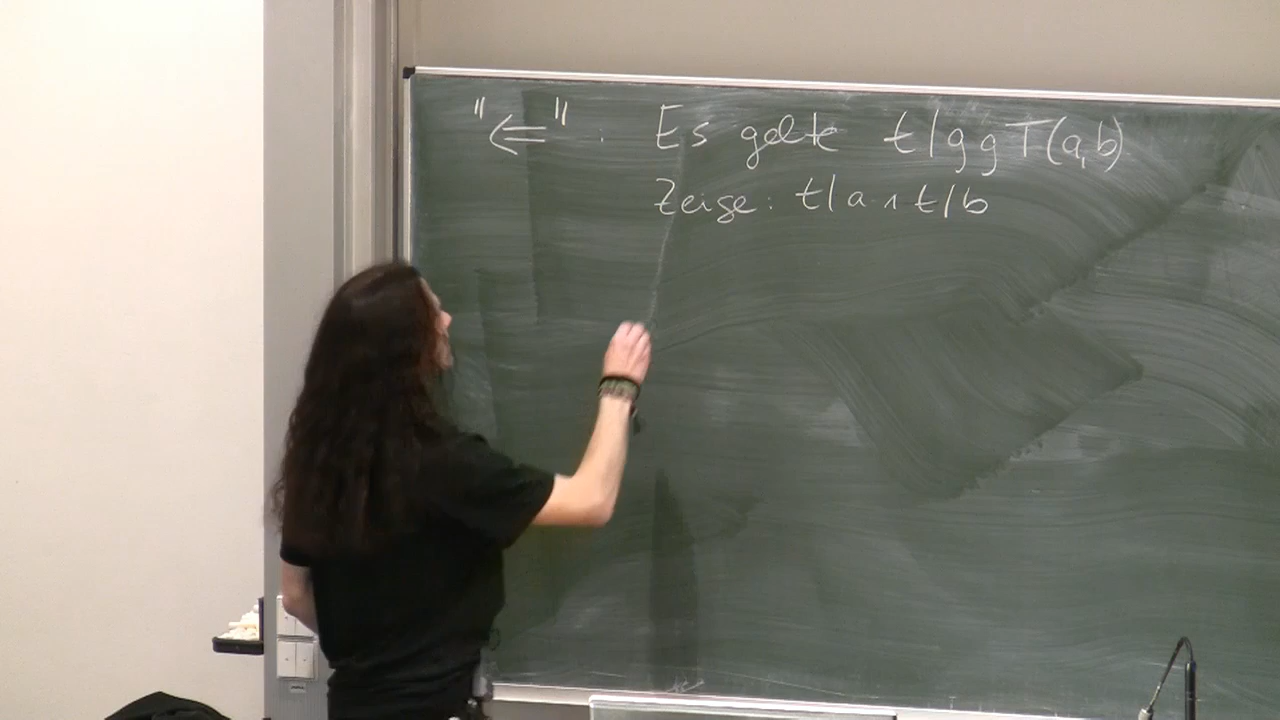 "⇐" : Es gelte t|ggT(a,b)
Zeige: t|a ∧ t|b